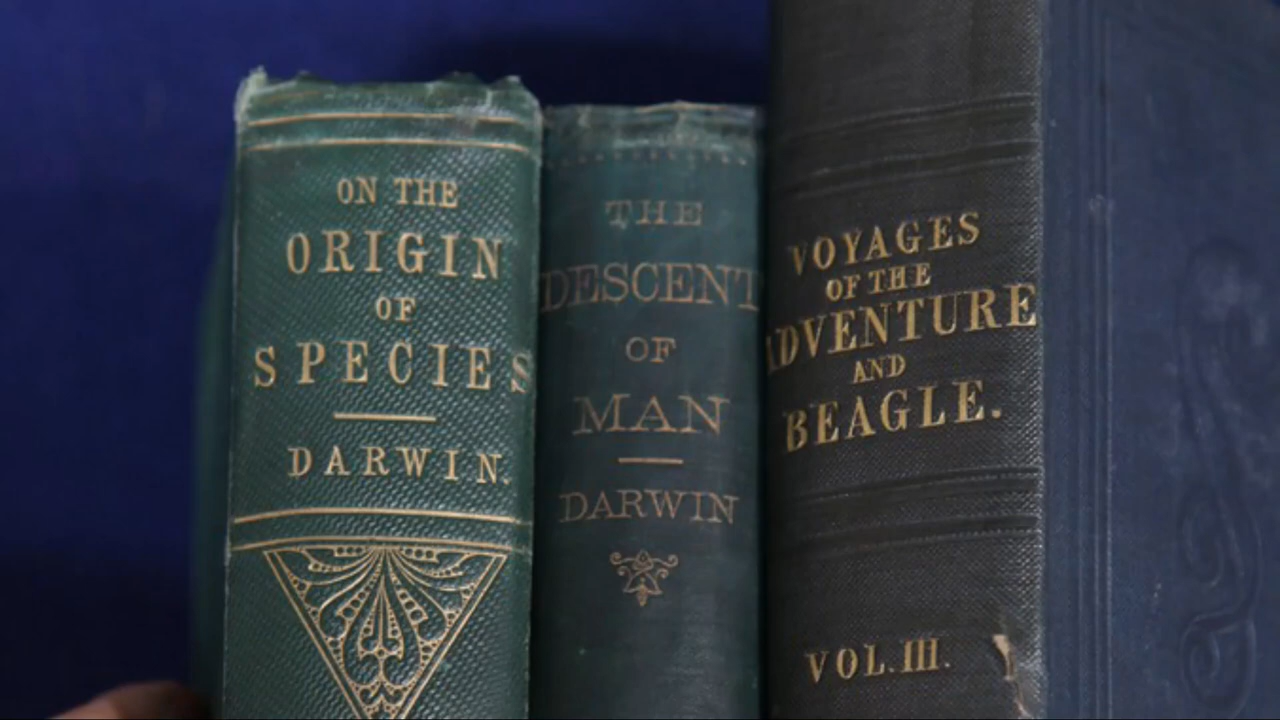 ON THE
ORIGIN
OF
SPECIES
DARWIN.
THE
DESCENT
OF
MAN
DARWIN
VOYAGES
OF THE
ADVENTURE
AND
BEAGLE.
VOL. III.